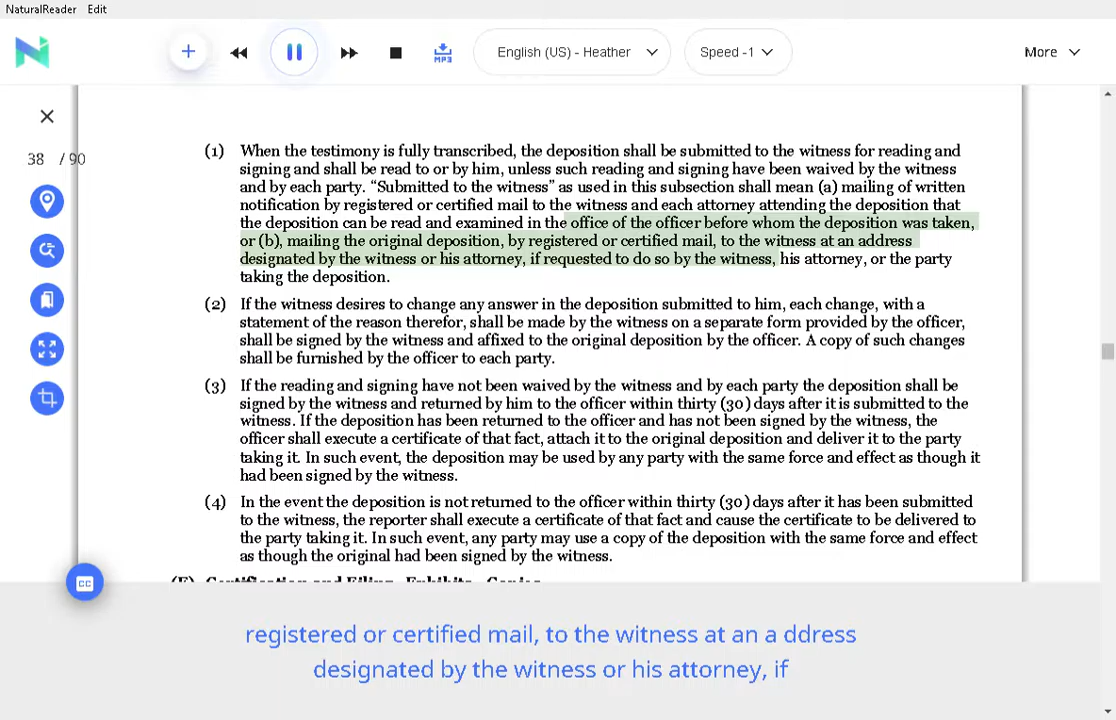 NaturalReader Edit
MP3
English (US) - Heather
Speed -1
More
38 / 90
(1) When the testimony is fully transcribed, the deposition shall be submitted to the witness for reading and
signing and shall be read to or by him, unless such reading and signing have been waived by the witness
and by each party. “Submitted to the witness” as used in this subsection shall mean (a) mailing of written
notification by registered or certified mail to the witness and each attorney attending the deposition that
the deposition can be read and examined in the office of the officer before whom the deposition was taken,
or (b), mailing the original deposition, by registered or certified mail, to the witness at an address
designated by the witness or his attorney, if requested to do so by the witness, his attorney, or the party
taking the deposition.
(2) If the witness desires to change any answer in the deposition submitted to him, each change, with a
statement of the reason therefor, shall be made by the witness on a separate form provided by the officer,
shall be signed by the witness and affixed to the original deposition by the officer. A copy of such changes
shall be furnished by the officer to each party.
(3) If the reading and signing have not been waived by the witness and by each party the deposition shall be
signed by the witness and returned by him to the officer within thirty (30) days after it is submitted to the
witness. If the deposition has been returned to the officer and has not been signed by the witness, the
officer shall execute a certificate of that fact, attach it to the original deposition and deliver it to the party
taking it. In such event, the deposition may be used by any party with the same force and effect as though it
had been signed by the witness.
(4) In the event the deposition is not returned to the officer within thirty (30) days after it has been submitted
to the witness, the reporter shall execute a certificate of that fact and cause the certificate to be delivered to
the party taking it. In such event, any party may use a copy of the deposition with the same force and effect
as though the original had been signed by the witness.
Certification and Filing Exhibits Copies
CC
registered or certified mail, to the witness at an a ddress
designated by the witness or his attorney, if